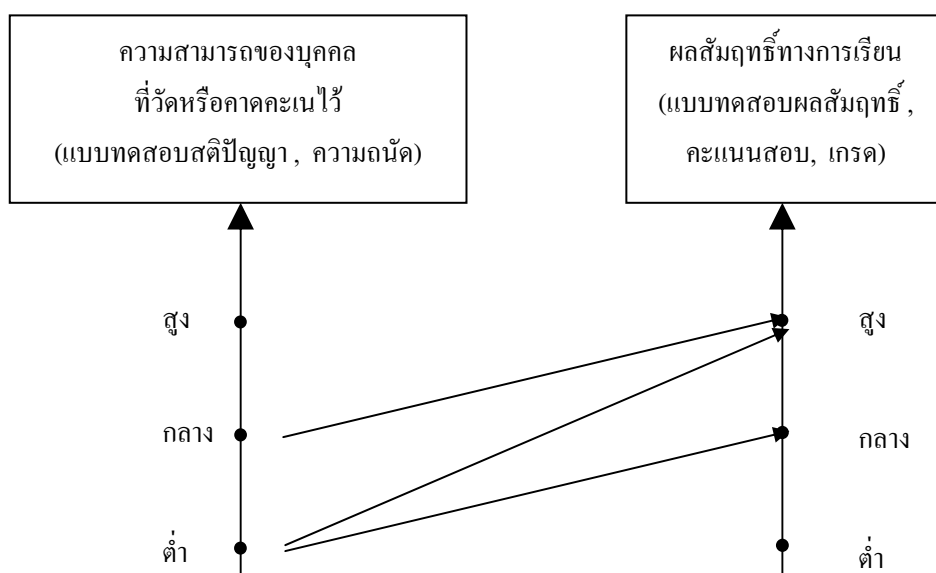 ความสามารถของบุคคล
ที่วัดหรือคาดคะเนไว้
(แบบทดสอบสติปัญญา , ความถนัด)
ผลสัมฤทธิ์ทางการเรียน
(แบบทดสอบผลสัมฤทธิ์ ,
คะแนนสอบ, เกรด)
สูง
สูง
กลาง
กลาง
ต่ำ
ต่ำ